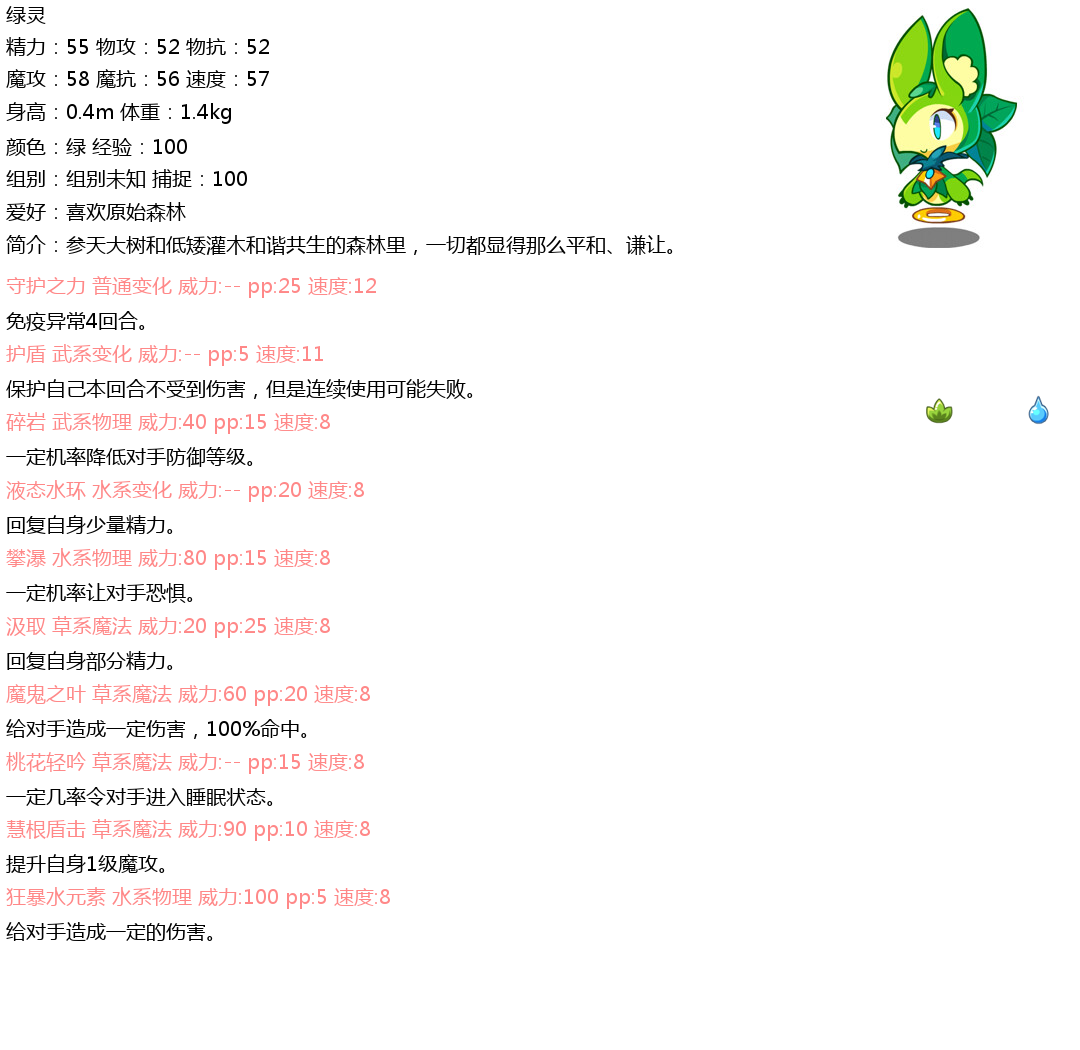 绿灵
精力：55 物攻：52 物抗：52
魔攻：58 魔抗：56 速度：57
身高：0.4m 体重：1.4kg
颜色：绿 经验：100
组别：组别未知 捕捉：100
爱好：喜欢原始森林
简介：参天大树和低矮灌木和谐共生的森林里，一切都显得那么平和、谦让。
守护之力 普通变化 威力:-- pp:25 速度:12
免疫异常4回合。
护盾 武系变化 威力:-- pp:5 速度:11
保护自己本回合不受到伤害，但是连续使用可能失败。
碎岩 武系物理 威力:40 pp:15 速度:8
一定机率降低对手防御等级。
液态水环 水系变化 威力:-- pp:20 速度:8
回复自身少量精力。
攀瀑 水系物理 威力:80 pp:15 速度:8
一定机率让对手恐惧。
汲取 草系魔法 威力:20 pp:25 速度:8
回复自身部分精力。
魔鬼之叶 草系魔法 威力:60 pp:20 速度:8
给对手造成一定伤害，100%命中。
桃花轻吟 草系魔法 威力:-- pp:15 速度:8
一定几率令对手进入睡眠状态。
慧根盾击 草系魔法 威力:90 pp:10 速度:8
提升自身1级魔攻。
狂暴水元素 水系物理 威力:100 pp:5 速度:8
给对手造成一定的伤害。